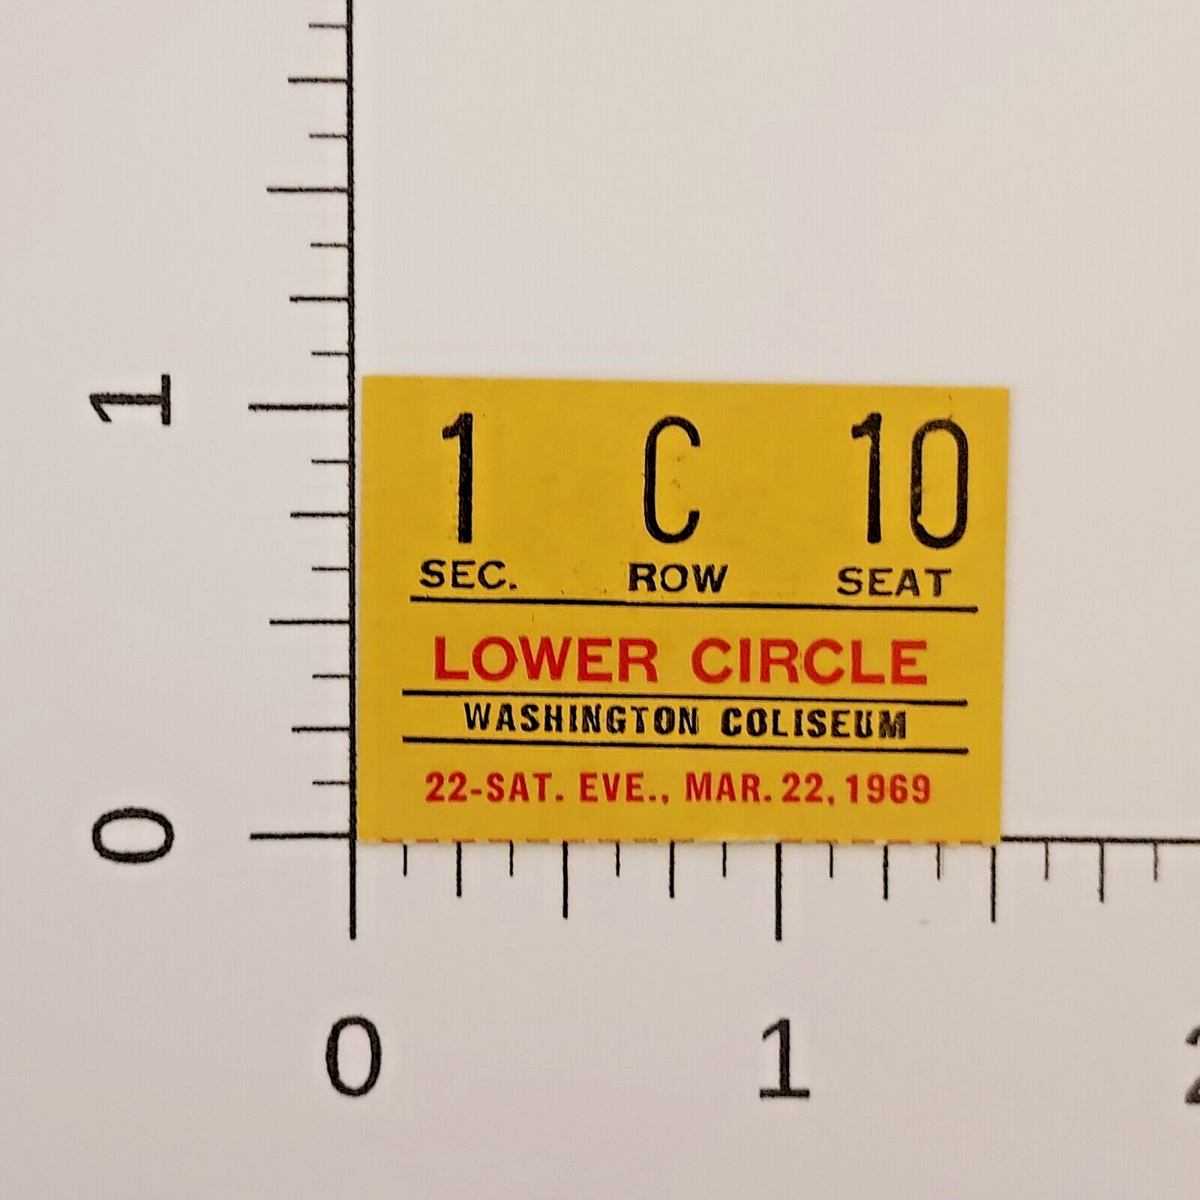 1 C 10
SEC. ROW SEAT
LOWER CIRCLE
WASHINGTON COLISEUM
22-SAT. EVE., MAR. 22, 1969
1
0
0 1 2